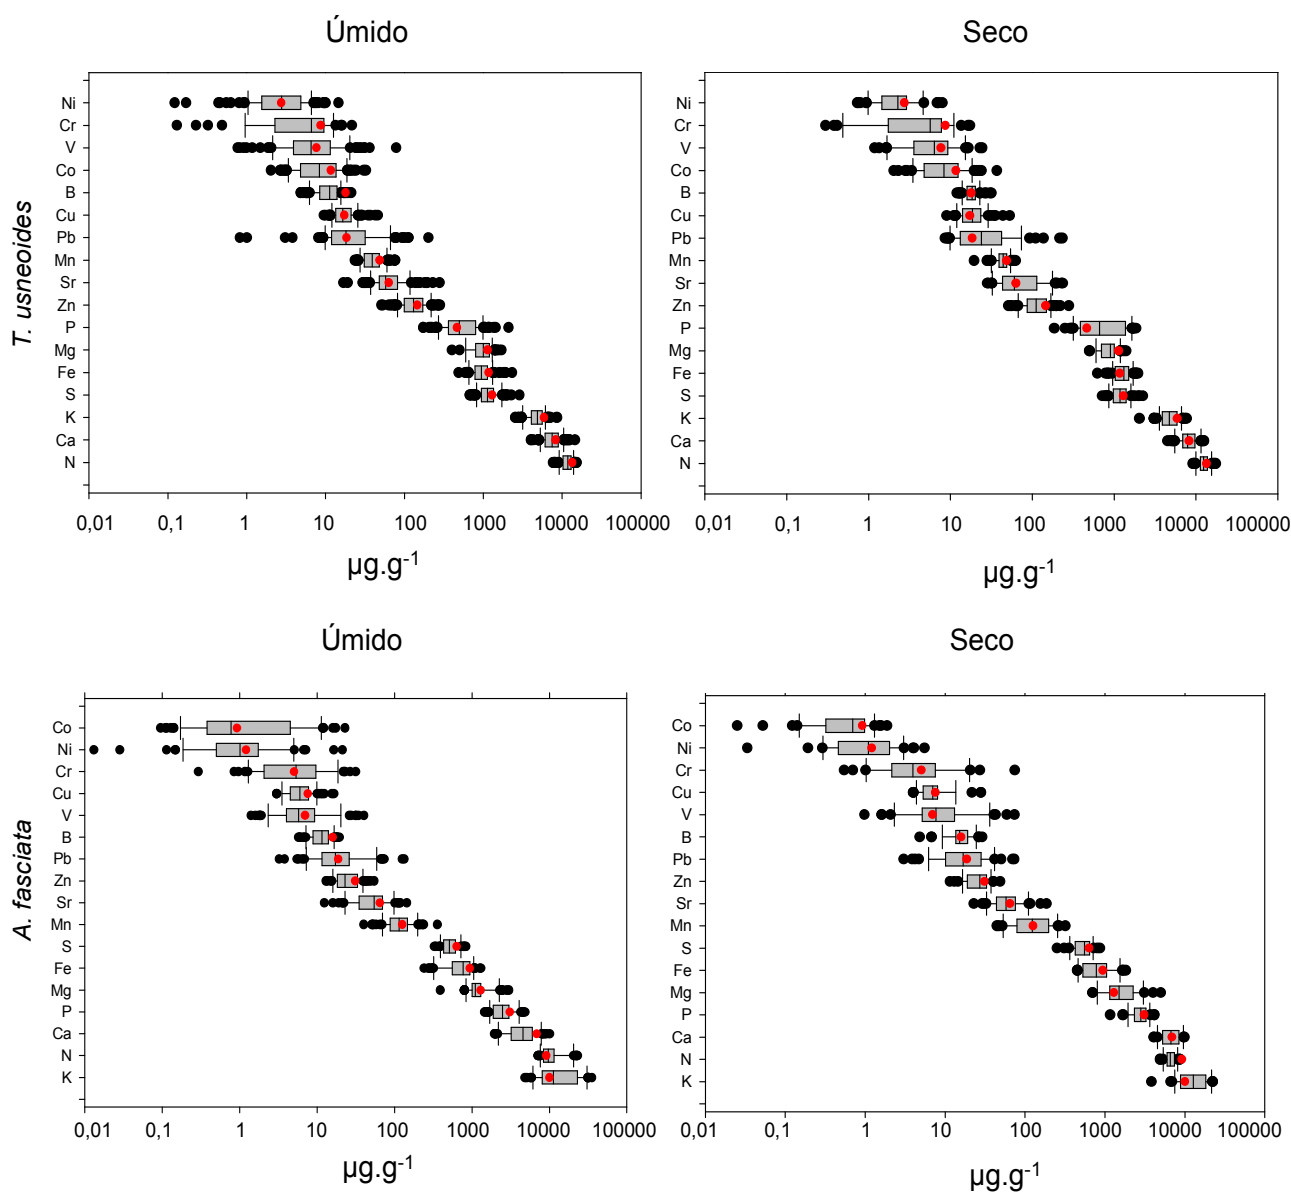 Úmido
Seco
T. usneoides
Ni
Cr
V
Co
B
Cu
Pb
Mn
Sr
Zn
P
Mg
Fe
S
K
Ca
N
0,01 0,1 1 10 100 1000 10000 100000
µg.g-1
Ni
Cr
V
Co
B
Cu
Pb
Mn
Sr
Zn
P
Mg
Fe
S
K
Ca
N
0,01 0,1 1 10 100 1000 10000 100000
µg.g-1
Úmido
Seco
A. fasciata
Co
Ni
Cr
Cu
V
B
Pb
Zn
Sr
Mn
S
Fe
Mg
P
Ca
N
K
0,01 0,1 1 10 100 1000 10000 100000
µg.g-1
Co
Ni
Cr
Cu
V
B
Pb
Zn
Sr
Mn
S
Fe
Mg
P
Ca
N
K
0,01 0,1 1 10 100 1000 10000 100000
µg.g-1